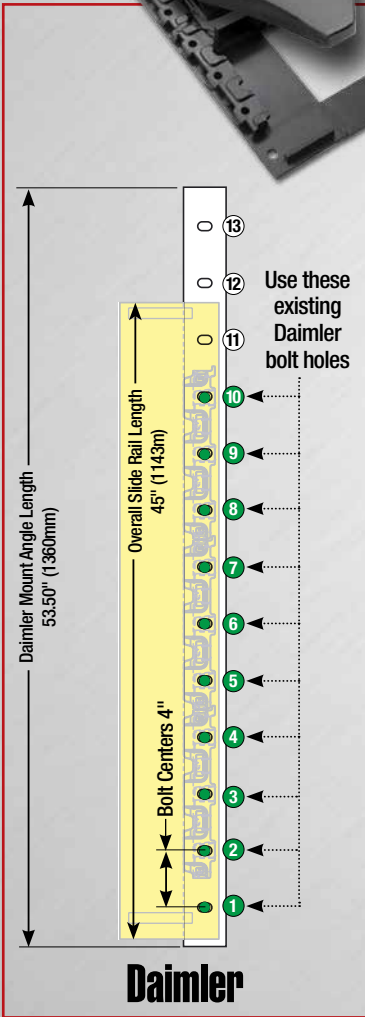 13
12
11
Use these
existing
Daimler
bolt holes
10
9
8
7
6
5
4
3
2
1
Daimler Mount Angle Length
53.50" (1360mm)
Overall Slide Rail Length
45" (1143m)
Bolt Centers 4"
Daimler